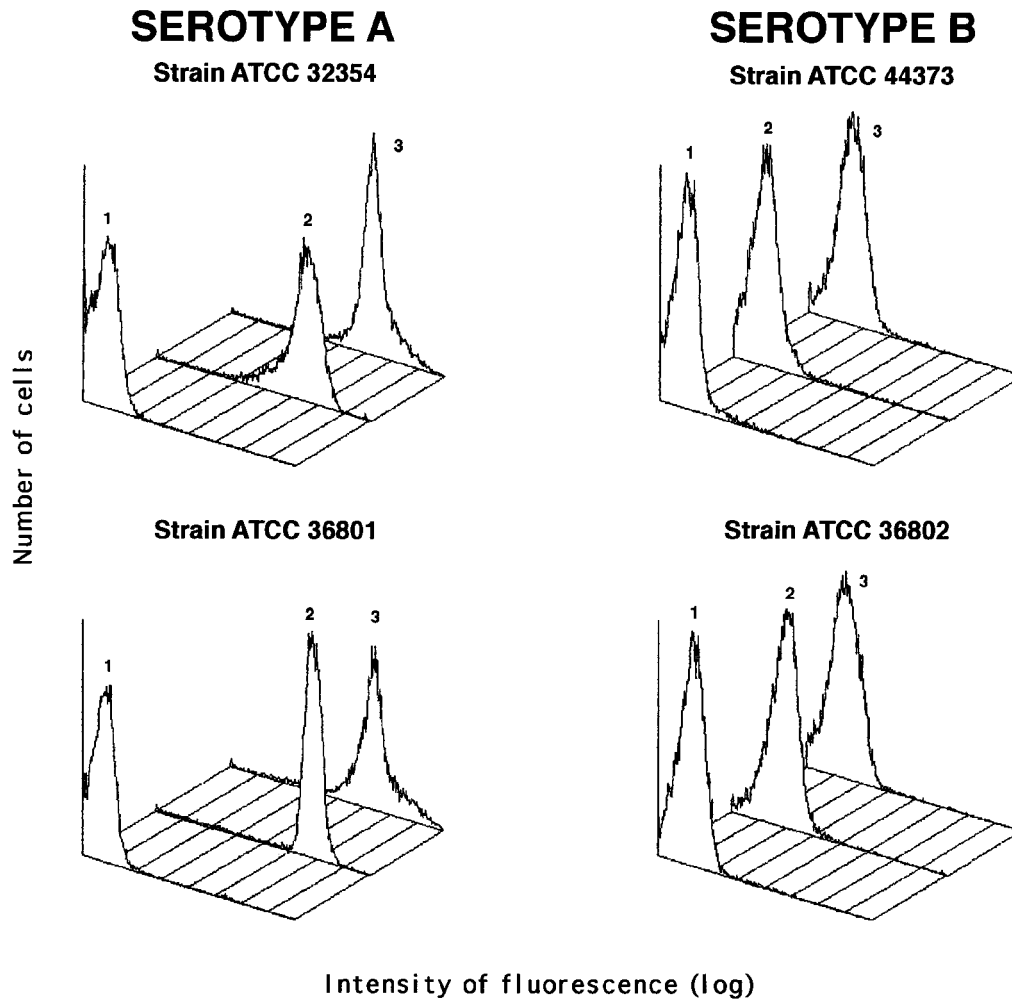 SEROTYPE A
Strain ATCC 32354
1
2
3
SEROTYPE B
Strain ATCC 44373
1
2
3
Number of cells
Strain ATCC 36801
1
2
3
Strain ATCC 36802
1
2
3
Intensity of fluorescence (log)